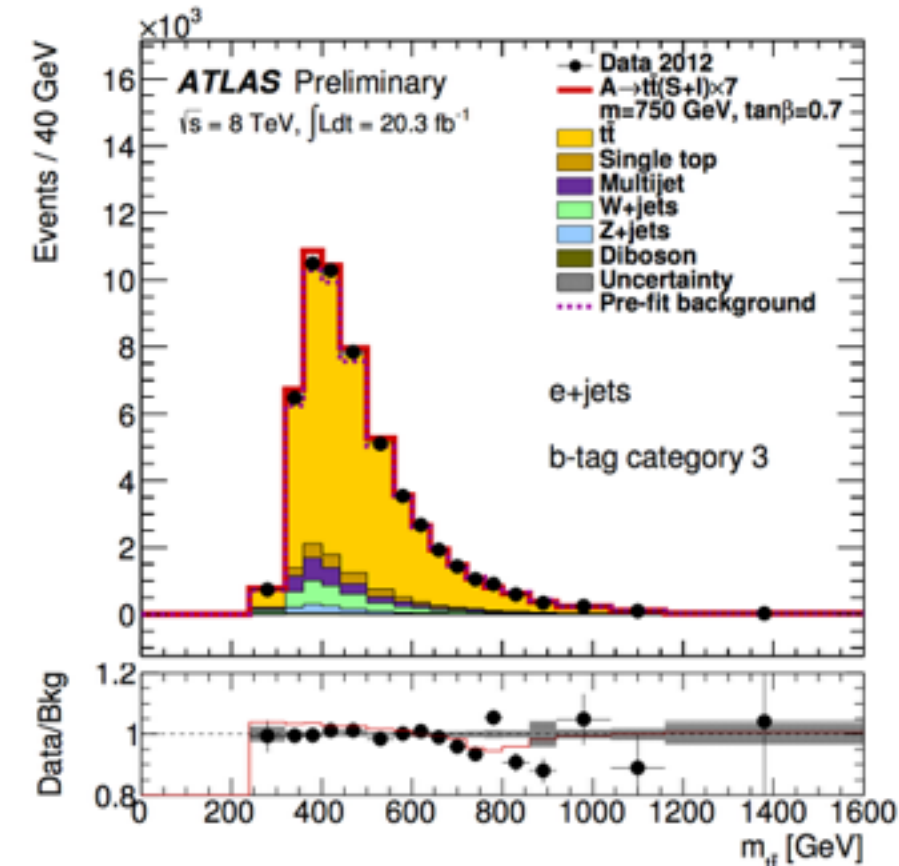 ×10³
Events / 40 GeV
16
14
12
10
8
6
4
2
0
ATLAS Preliminary
√s = 8 TeV, ∫Ldt = 20.3 fb⁻¹
Data 2012
A→tt̄(S+I)×7
m=750 GeV, tanβ=0.7
tt̄
Single top
Multijet
W+jets
Z+jets
Diboson
Uncertainty
Pre-fit background
e+jets
b-tag category 3
Data/Bkg
1.2
1
0.8
0 200 400 600 800 1000 1200 1400 1600
m_tt̄ [GeV]